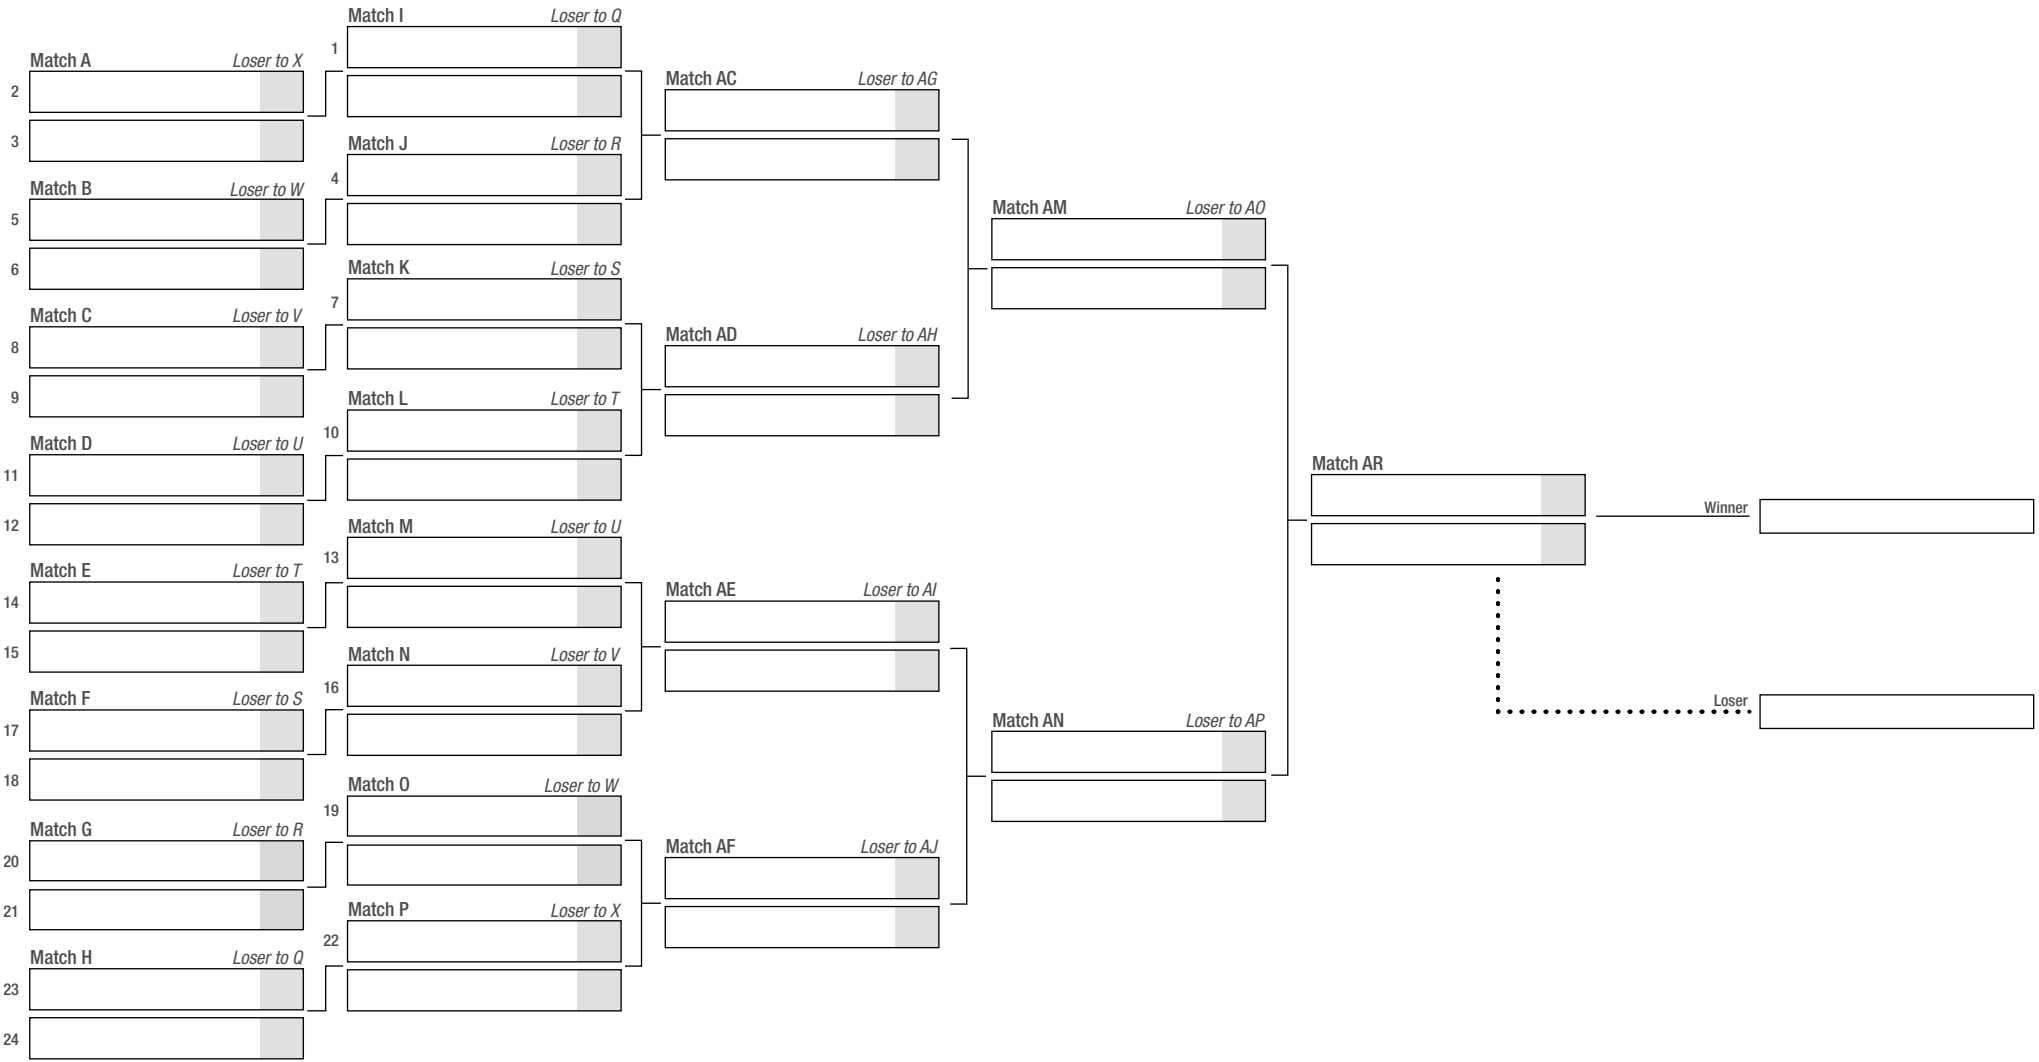 Match I Loser to Q
1
Match A Loser to X
2
3
Match J Loser to R
4
Match B Loser to W
5
6
Match K Loser to S
7
Match C Loser to V
8
9
Match L Loser to T
10
Match D Loser to U
11
12
Match M Loser to U
13
Match E Loser to T
14
15
Match N Loser to V
16
Match F Loser to S
17
18
Match O Loser to W
19
Match G Loser to R
20
21
Match P Loser to X
22
Match H Loser to Q
23
24
Match AC Loser to AG
Match AD Loser to AH
Match AE Loser to AI
Match AF Loser to AJ
Match AM Loser to AO
Match AN Loser to AP
Match AR
Winner
Loser